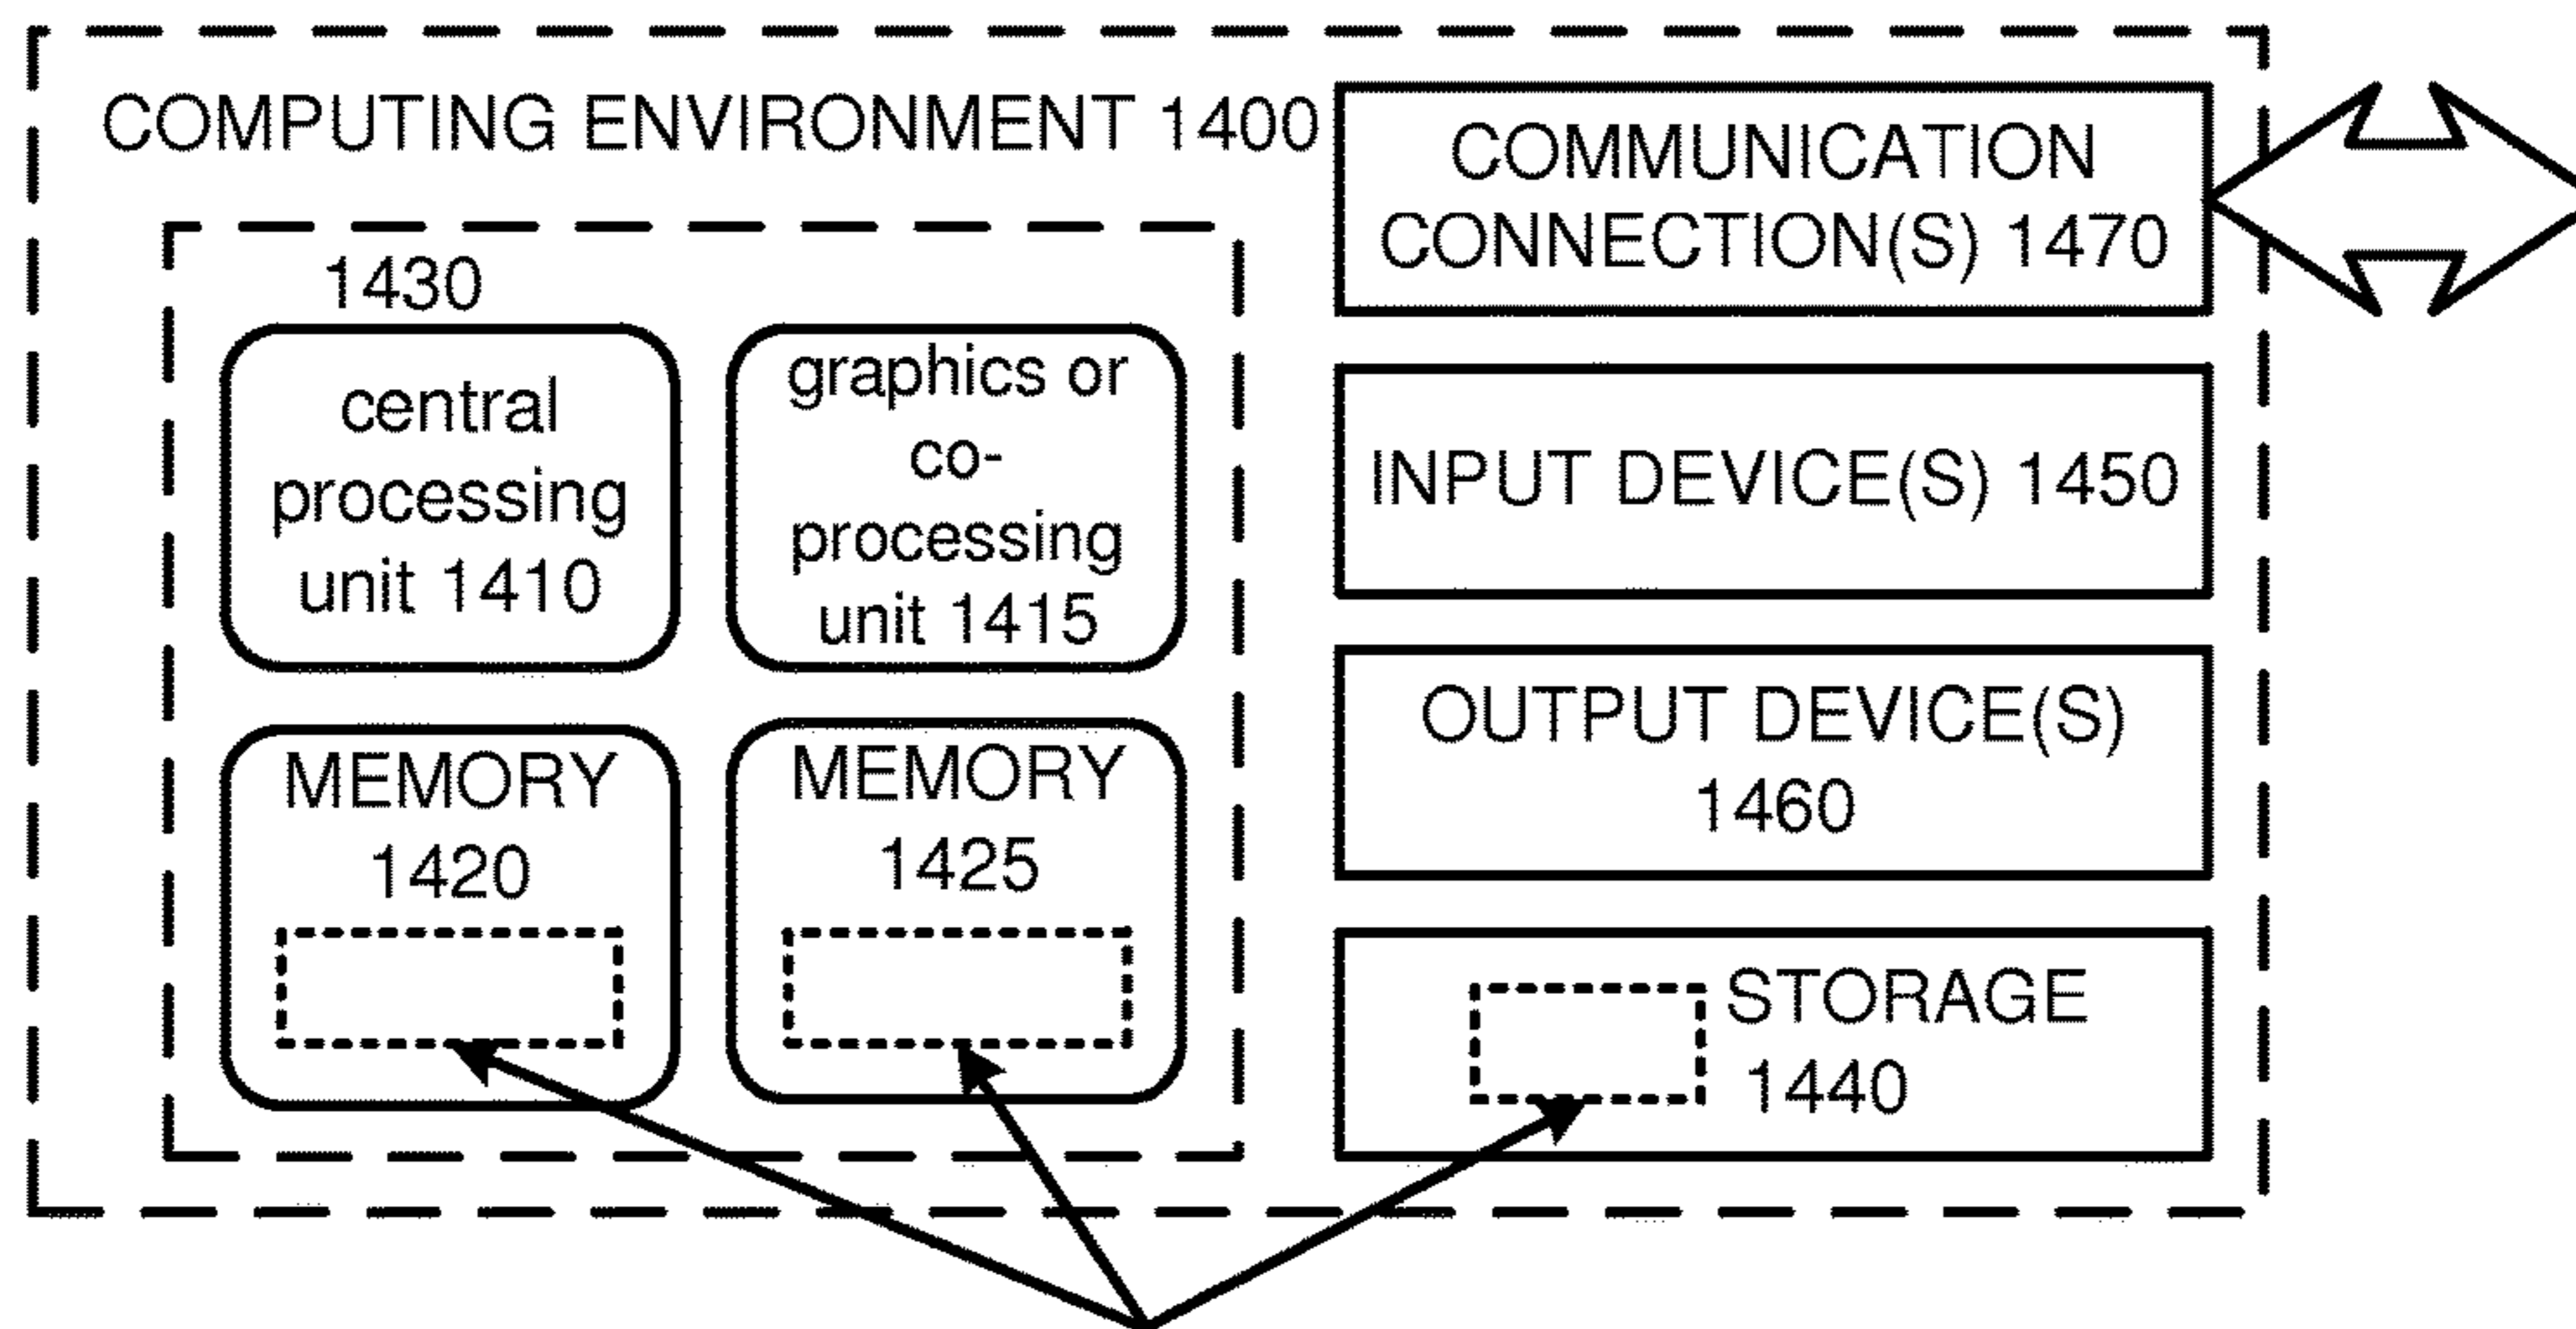 COMPUTING ENVIRONMENT 1400
1430
central
processing
unit 1410
graphics or
co-
processing
unit 1415
MEMORY
1420
MEMORY
1425
COMMUNICATION
CONNECTION(S) 1470
INPUT DEVICE(S) 1450
OUTPUT DEVICE(S)
1460
STORAGE
1440